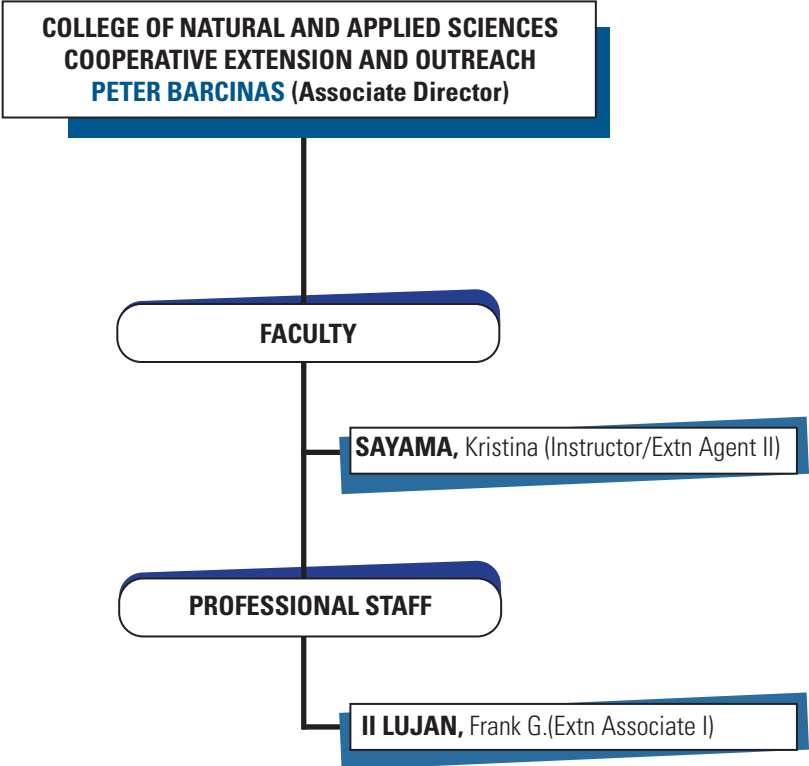 COLLEGE OF NATURAL AND APPLIED SCIENCES
COOPERATIVE EXTENSION AND OUTREACH
PETER BARCINAS (Associate Director)
FACULTY
SAYAMA, Kristina (Instructor/Extn Agent II)
PROFESSIONAL STAFF
II LUJAN, Frank G.(Extn Associate I)